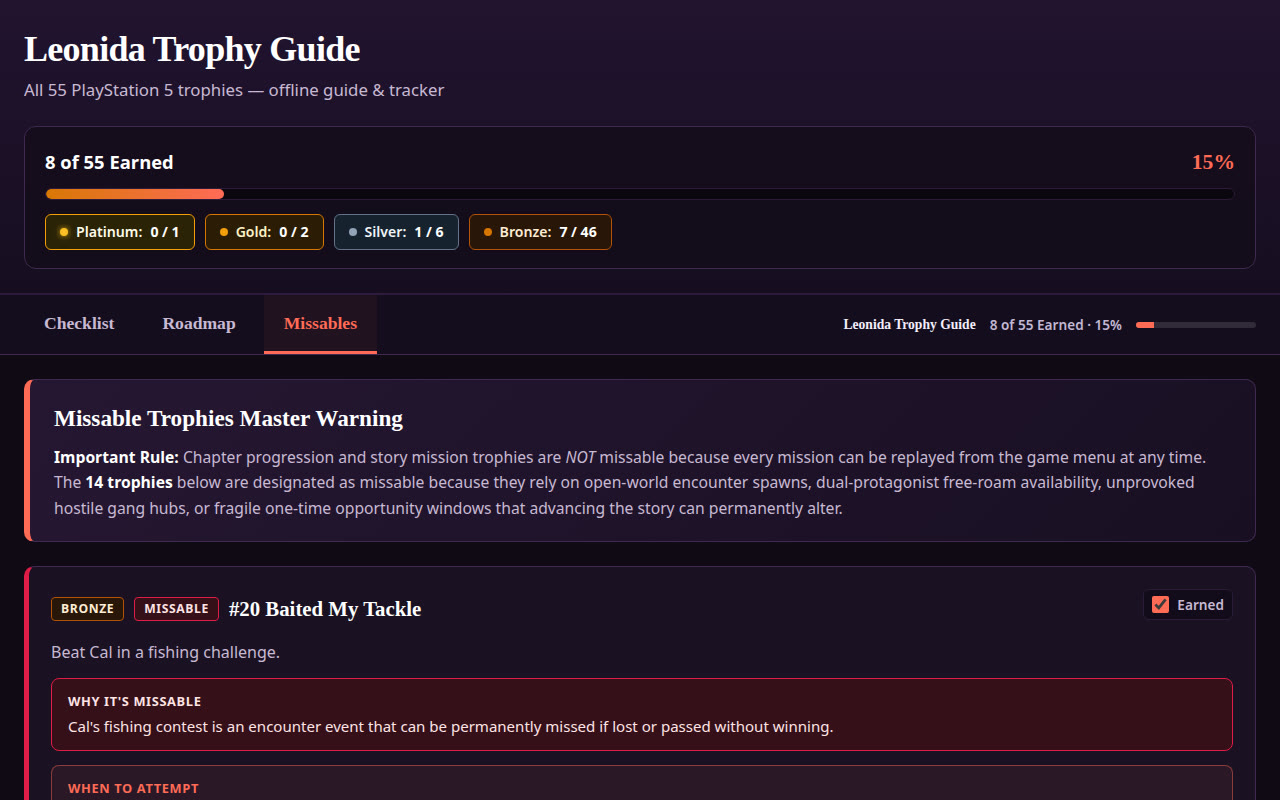 Leonida Trophy Guide
All 55 PlayStation 5 trophies — offline guide & tracker
8 of 55 Earned
15%
Platinum: 0 / 1
Gold: 0 / 2
Silver: 1 / 6
Bronze: 7 / 46
Checklist
Roadmap
Missables
Leonida Trophy Guide
8 of 55 Earned · 15%
Missable Trophies Master Warning
Important Rule: Chapter progression and story mission trophies are NOT missable because every mission can be replayed from the game menu at any time.
The 14 trophies below are designated as missable because they rely on open-world encounter spawns, dual-protagonist free-roam availability, unprovoked
hostile gang hubs, or fragile one-time opportunity windows that advancing the story can permanently alter.
BRONZE
MISSABLE
#20 Baited My Tackle
Earned
Beat Cal in a fishing challenge.
WHY IT'S MISSABLE
Cal's fishing contest is an encounter event that can be permanently missed if lost or passed without winning.
WHEN TO ATTEMPT